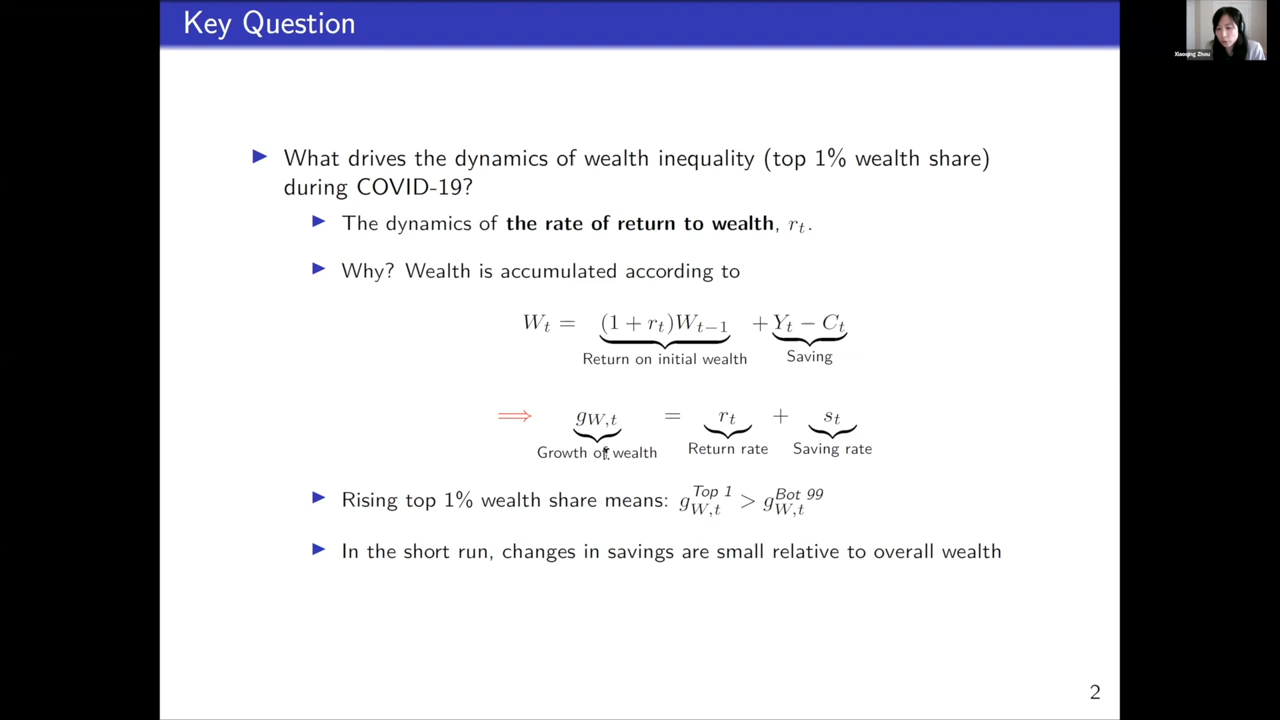 Key Question
Xiaoqing Zhou
▶ What drives the dynamics of wealth inequality (top 1% wealth share)
during COVID-19?
▶ The dynamics of the rate of return to wealth, r_t.
▶ Why? Wealth is accumulated according to
W_t = (1 + r_t)W_{t−1} + Y_t − C_t
Return on initial wealth Saving
⟹ g_{W,t} = r_t + s_t
Growth of wealth Return rate Saving rate
▶ Rising top 1% wealth share means: g_{W,t}^{Top 1} > g_{W,t}^{Bot 99}
▶ In the short run, changes in savings are small relative to overall wealth
2